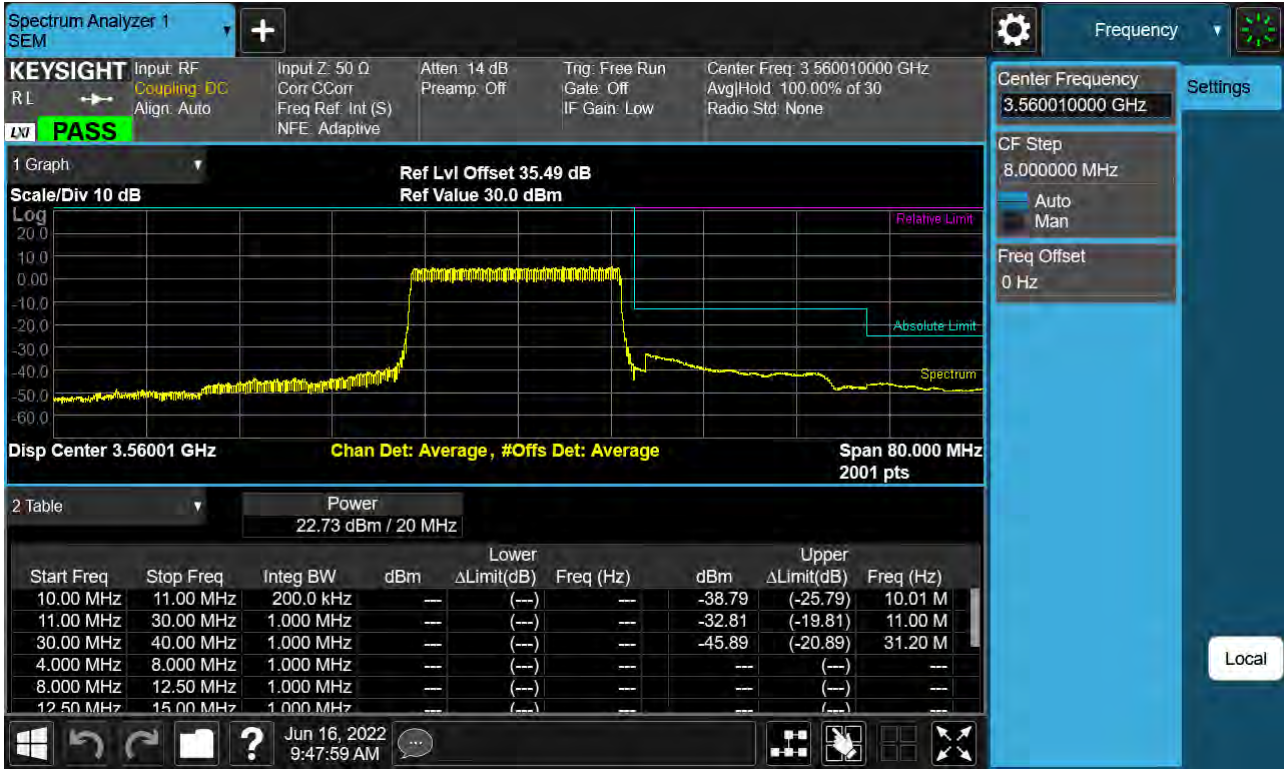 Spectrum Analyzer 1
SEM
Frequency
KEYSIGHT
R L
LXI
PASS
Input: RF
Coupling: DC
Align: Auto
Input Z: 50 Ω
Corr CCorr
Freq Ref: Int (S)
NFE: Adaptive
Atten: 14 dB
Preamp: Off
Trig: Free Run
Gate: Off
IF Gain: Low
Center Freq: 3.560010000 GHz
Avg|Hold: 100.00% of 30
Radio Std: None
Center Frequency
3.560010000 GHz
Settings
CF Step
8.000000 MHz
Auto
Man
Freq Offset
0 Hz
1 Graph
Ref Lvl Offset 35.49 dB
Scale/Div 10 dB
Ref Value 30.0 dBm
Log
Relative Limit
20.0
10.0
0.00
-10.0
-20.0
Absolute Limit
-30.0
-40.0
Spectrum
-50.0
-60.0
Disp Center 3.56001 GHz
Chan Det: Average , #Offs Det: Average
Span 80.000 MHz
2001 pts
2 Table
Power
22.73 dBm / 20 MHz
Lower Upper
Start Freq Stop Freq Integ BW dBm ΔLimit(dB) Freq (Hz) dBm ΔLimit(dB) Freq (Hz)
10.00 MHz 11.00 MHz 200.0 kHz --- (---) --- -38.79 (-25.79) 10.01 M
11.00 MHz 30.00 MHz 1.000 MHz --- (---) --- -32.81 (-19.81) 11.00 M
30.00 MHz 40.00 MHz 1.000 MHz --- (---) --- -45.89 (-20.89) 31.20 M
4.000 MHz 8.000 MHz 1.000 MHz --- (---) --- --- (---) ---
8.000 MHz 12.50 MHz 1.000 MHz --- (---) --- --- (---) ---
12.50 MHz 15.00 MHz 1.000 MHz --- (---) --- --- (---) ---
Local
?
Jun 16, 2022
9:47:59 AM